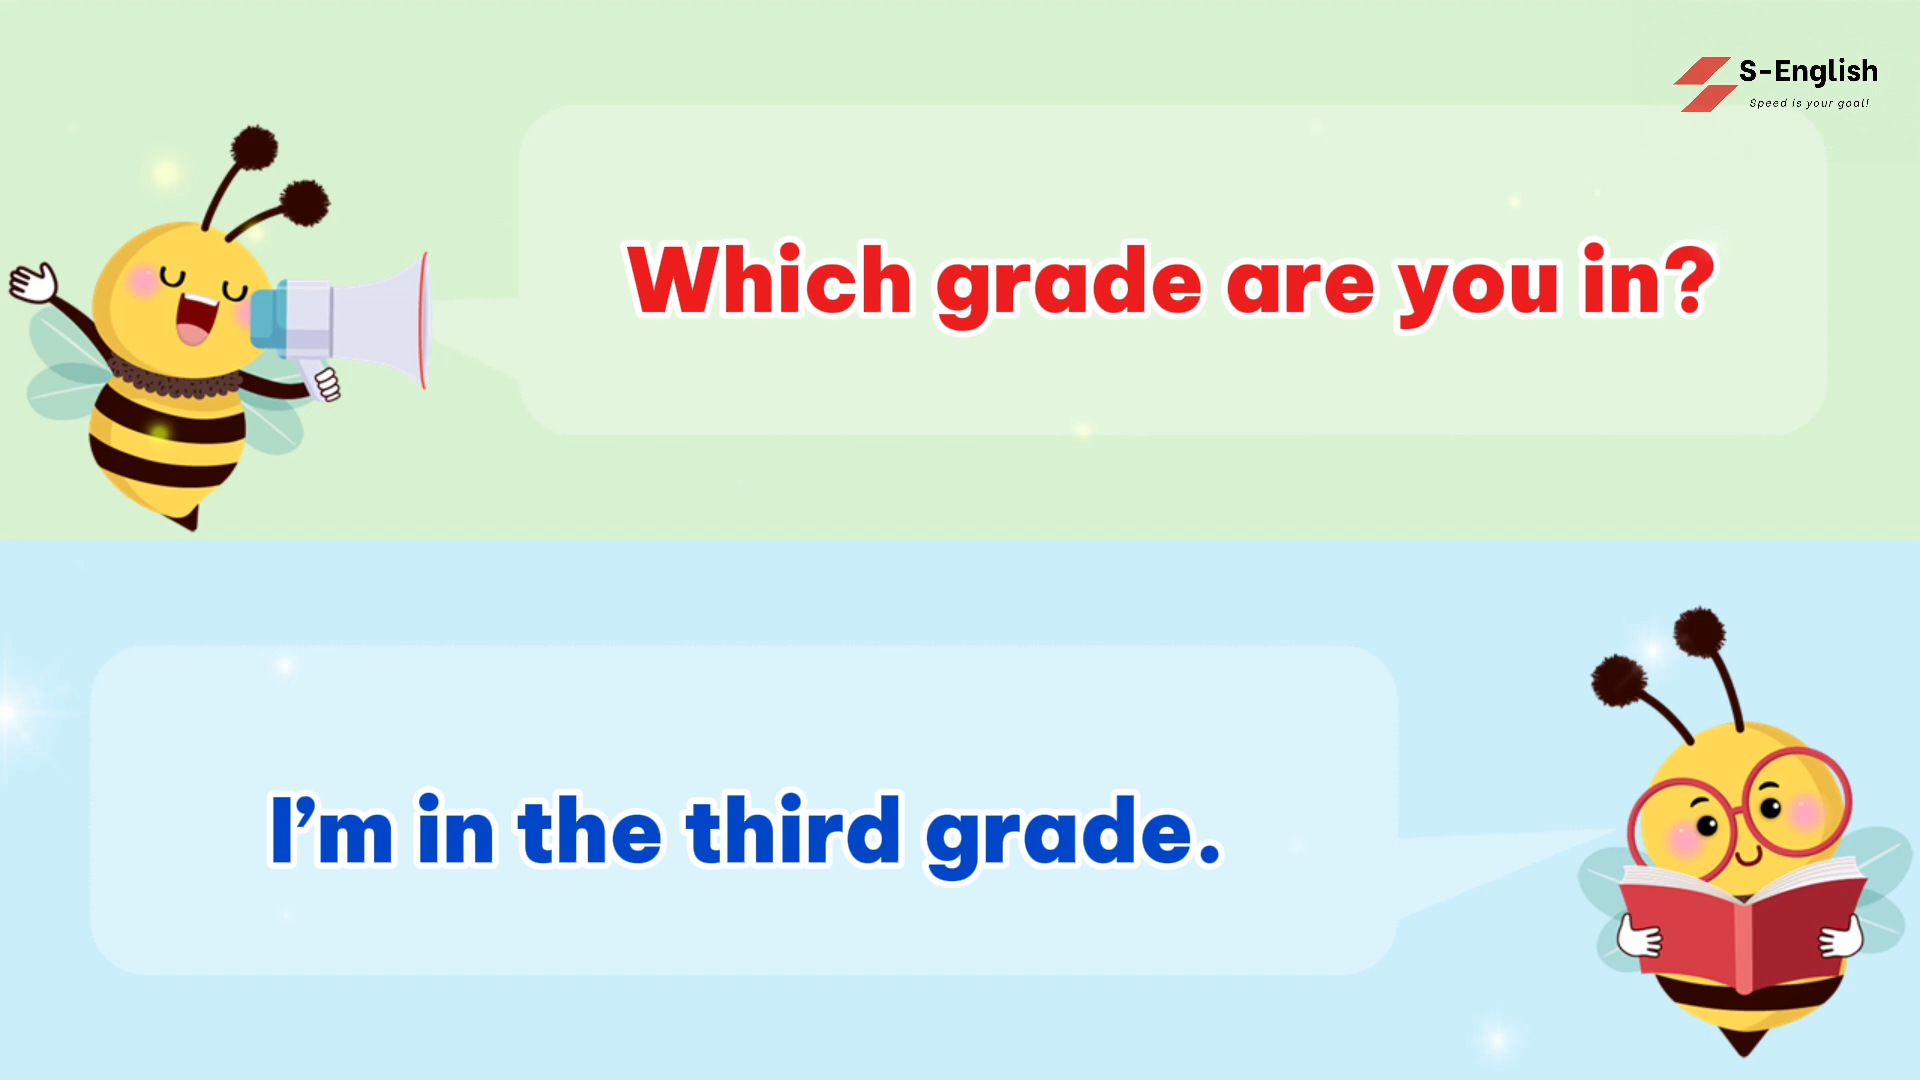 S-English
Speed is your goal!
Which grade are you in?
I'm in the third grade.